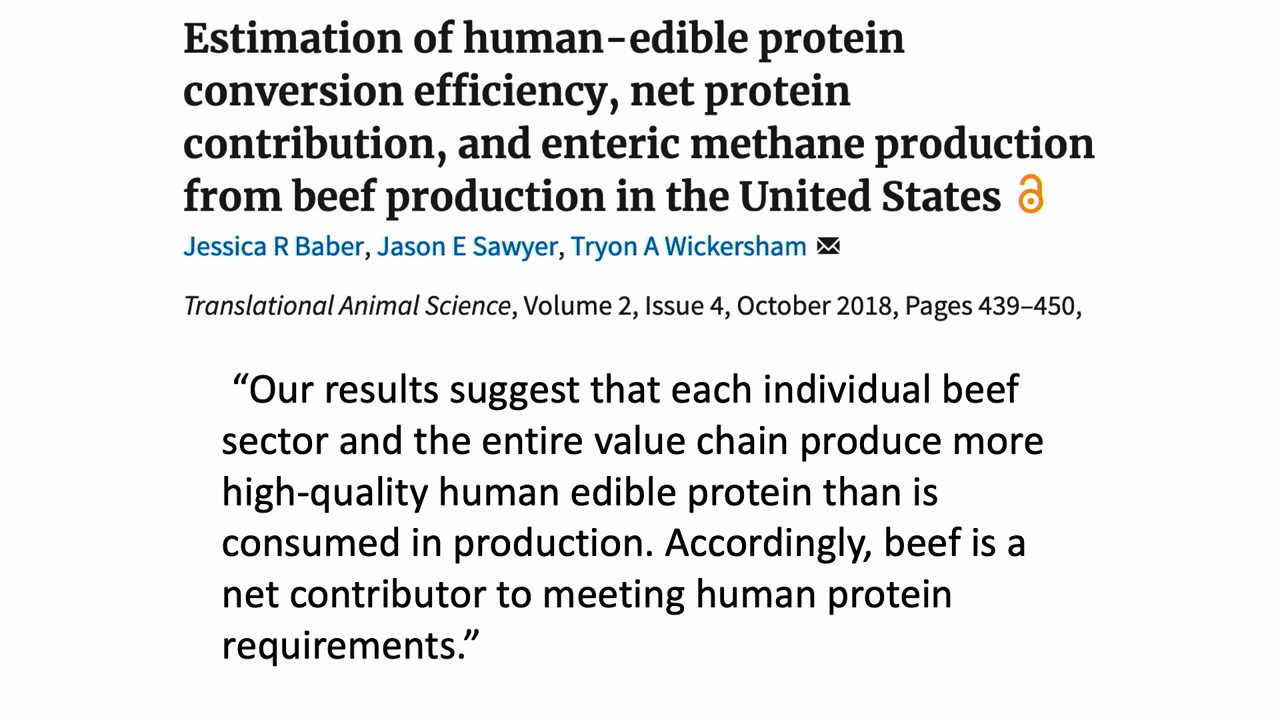 Estimation of human-edible protein
conversion efficiency, net protein
contribution, and enteric methane production
from beef production in the United States
Jessica R Baber, Jason E Sawyer, Tryon A Wickersham
Translational Animal Science, Volume 2, Issue 4, October 2018, Pages 439–450,
“Our results suggest that each individual beef
sector and the entire value chain produce more
high-quality human edible protein than is
consumed in production. Accordingly, beef is a
net contributor to meeting human protein
requirements.”